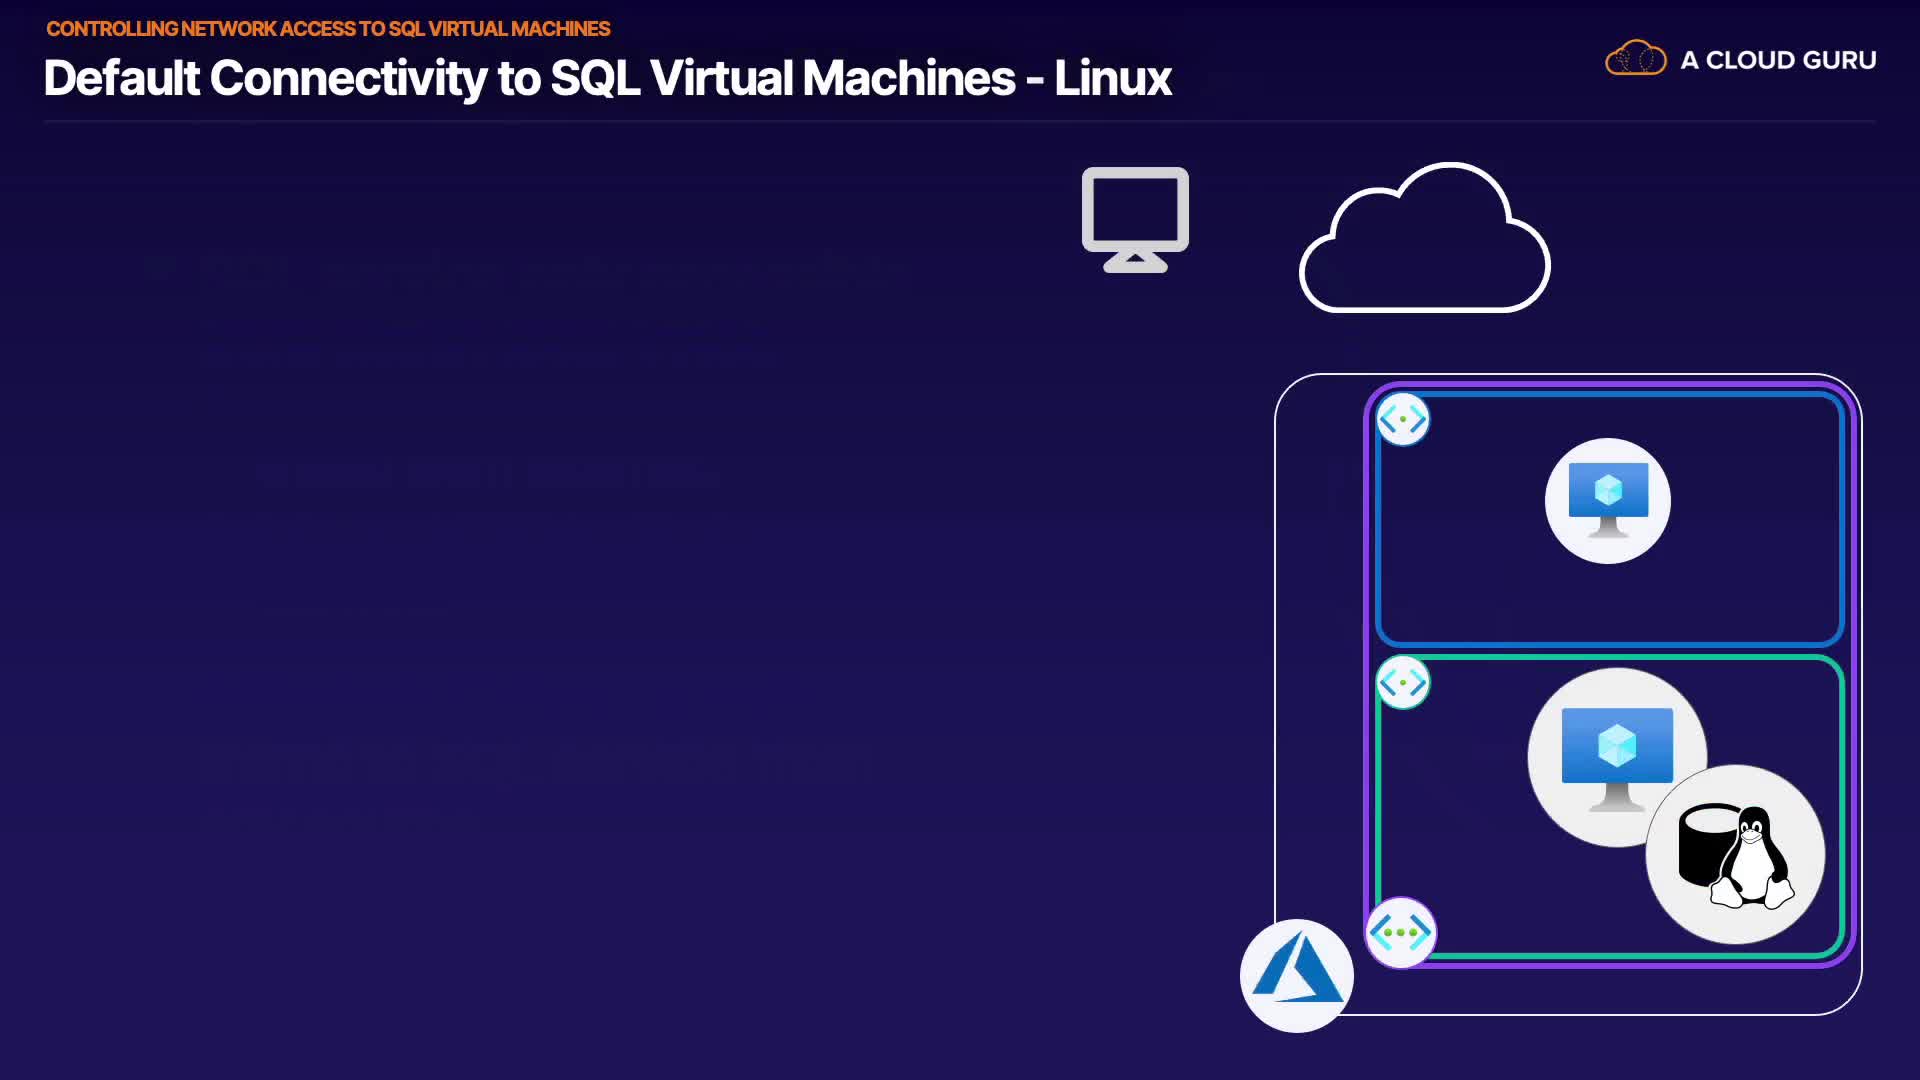 CONTROLLING NETWORK ACCESS TO SQL VIRTUAL MACHINES
Default Connectivity to SQL Virtual Machines - Linux
A CLOUD GURU